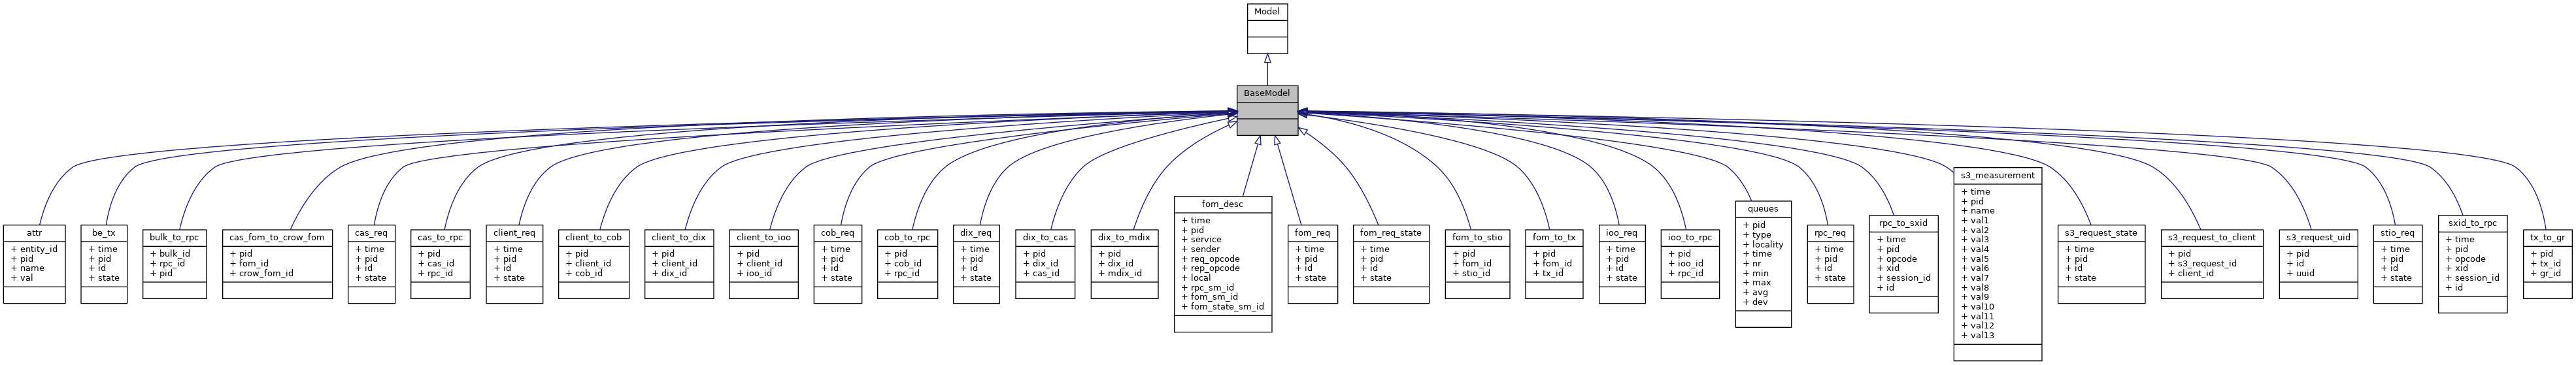 Model
BaseModel
attr
+ entity_id
+ pid
+ name
+ val
be_tx
+ time
+ pid
+ id
+ state
bulk_to_rpc
+ bulk_id
+ rpc_id
+ pid
cas_fom_to_crow_fom
+ pid
+ fom_id
+ crow_fom_id
cas_req
+ time
+ pid
+ id
+ state
cas_to_rpc
+ pid
+ cas_id
+ rpc_id
client_req
+ time
+ pid
+ id
+ state
client_to_cob
+ pid
+ client_id
+ cob_id
client_to_dix
+ pid
+ client_id
+ dix_id
client_to_ioo
+ pid
+ client_id
+ ioo_id
cob_req
+ time
+ pid
+ id
+ state
cob_to_rpc
+ pid
+ cob_id
+ rpc_id
dix_req
+ time
+ pid
+ id
+ state
dix_to_cas
+ pid
+ dix_id
+ cas_id
dix_to_mdix
+ pid
+ dix_id
+ mdix_id
fom_desc
+ time
+ pid
+ service
+ sender
+ req_opcode
+ rep_opcode
+ local
+ rpc_sm_id
+ fom_sm_id
+ fom_state_sm_id
fom_req
+ time
+ pid
+ id
+ state
fom_req_state
+ time
+ pid
+ id
+ state
fom_to_stio
+ pid
+ fom_id
+ stio_id
fom_to_tx
+ pid
+ fom_id
+ tx_id
ioo_req
+ time
+ pid
+ id
+ state
ioo_to_rpc
+ pid
+ ioo_id
+ rpc_id
queues
+ pid
+ type
+ locality
+ time
+ nr
+ min
+ max
+ avg
+ dev
rpc_req
+ time
+ pid
+ id
+ state
rpc_to_sxid
+ time
+ pid
+ opcode
+ xid
+ session_id
+ id
s3_measurement
+ time
+ pid
+ name
+ val1
+ val2
+ val3
+ val4
+ val5
+ val6
+ val7
+ val8
+ val9
+ val10
+ val11
+ val12
+ val13
s3_request_state
+ time
+ pid
+ id
+ state
s3_request_to_client
+ pid
+ s3_request_id
+ client_id
s3_request_uid
+ pid
+ id
+ uuid
stio_req
+ time
+ pid
+ id
+ state
sxid_to_rpc
+ time
+ pid
+ opcode
+ xid
+ session_id
+ id
tx_to_gr
+ pid
+ tx_id
+ gr_id